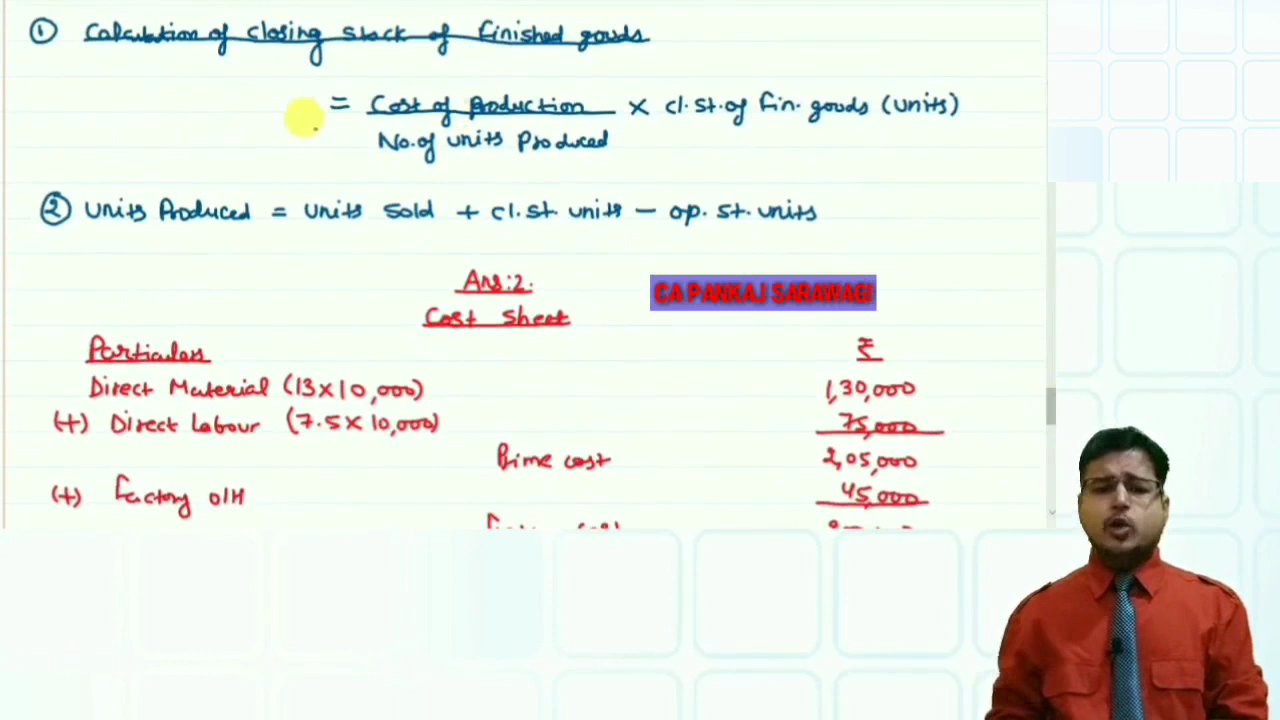 ① Calculation of closing stock of finished goods
= Cost of Production × cl. st. of fin. goods (units)
No. of units Produced
② Units Produced = units sold + cl. st. units - op. st. units
Ans: 2.
CA PANKAJ SARAWAGI
Cost Sheet
Particulars ₹
Direct Material (13 × 10,000) 1,30,000
(+) Direct Labour (7.5 × 10,000) 75,000
Prime cost 2,05,000
(+) Factory O/H 45,000
cost